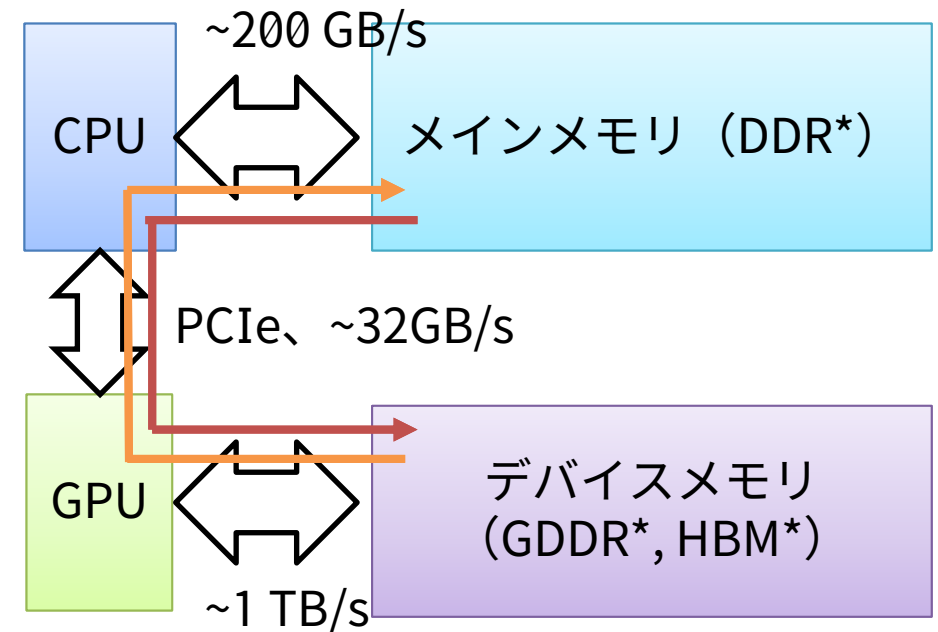 ~200 GB/s
CPU
メインメモリ（DDR*）
PCIe、~32GB/s
GPU
デバイスメモリ
（GDDR*, HBM*）
~1 TB/s